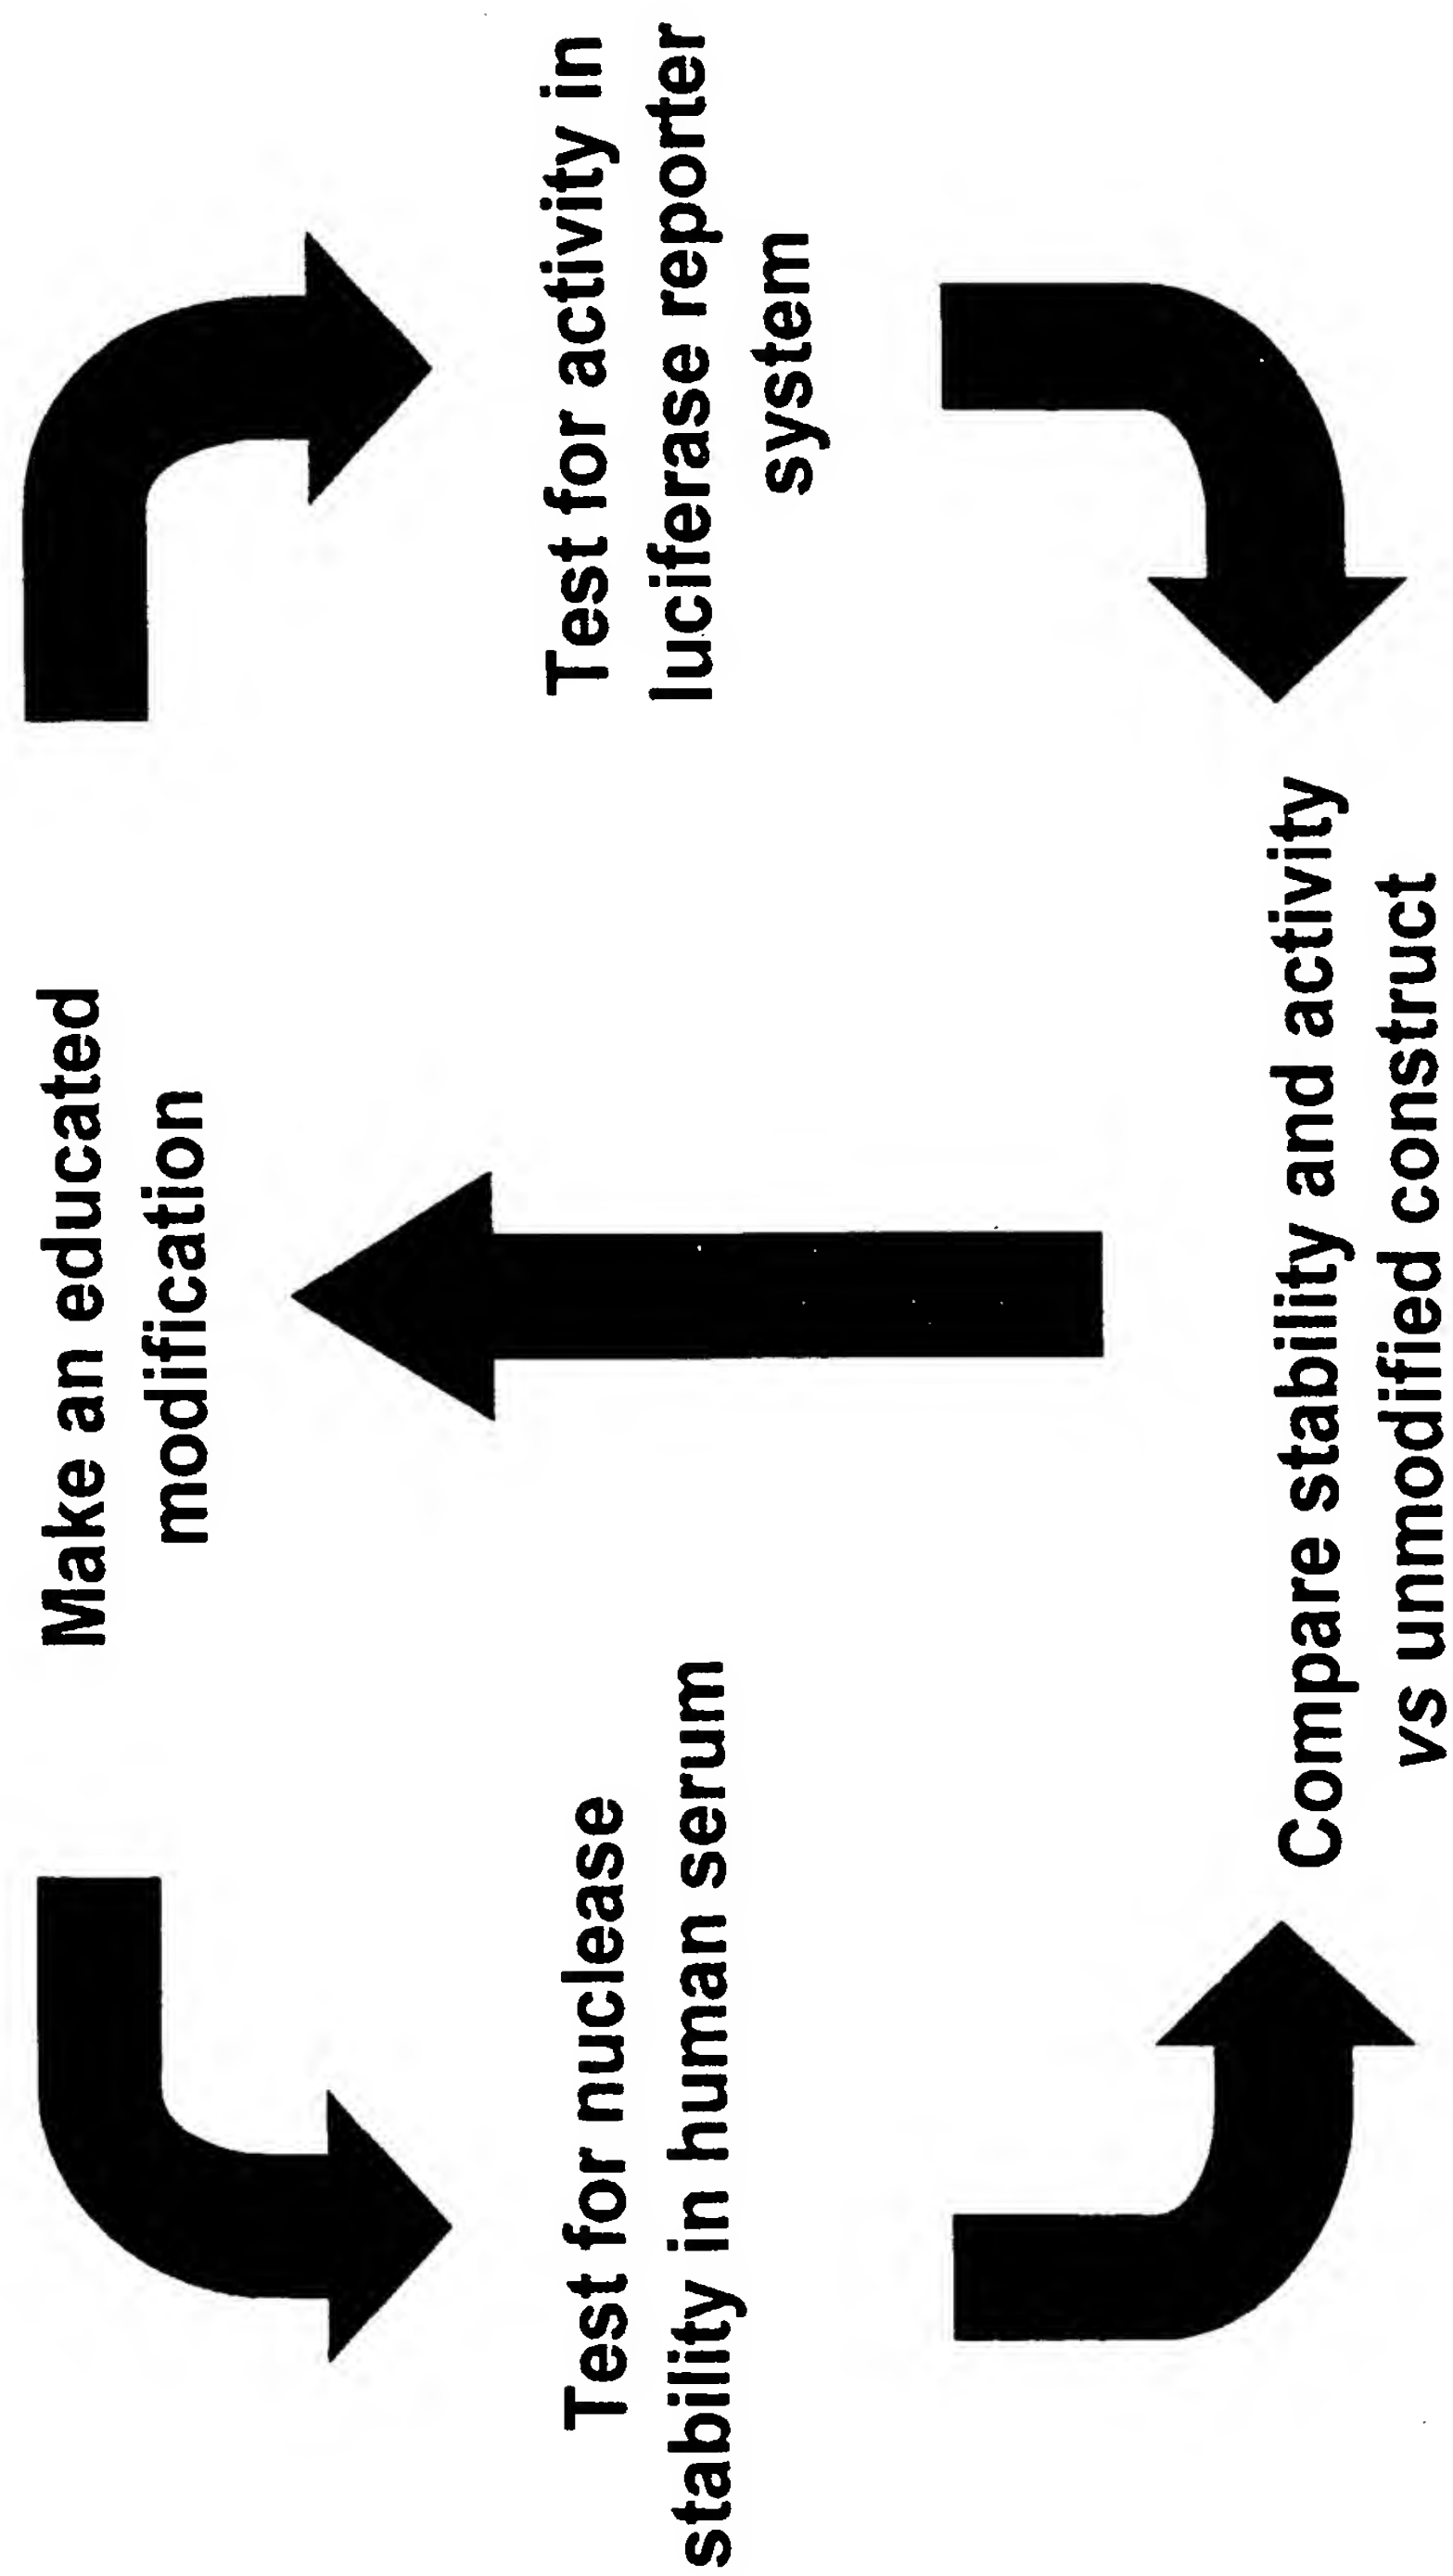 Make an educated
modification
Test for nuclease
stability in human serum
Test for activity in
luciferase reporter
system
Compare stability and activity
vs unmodified construct